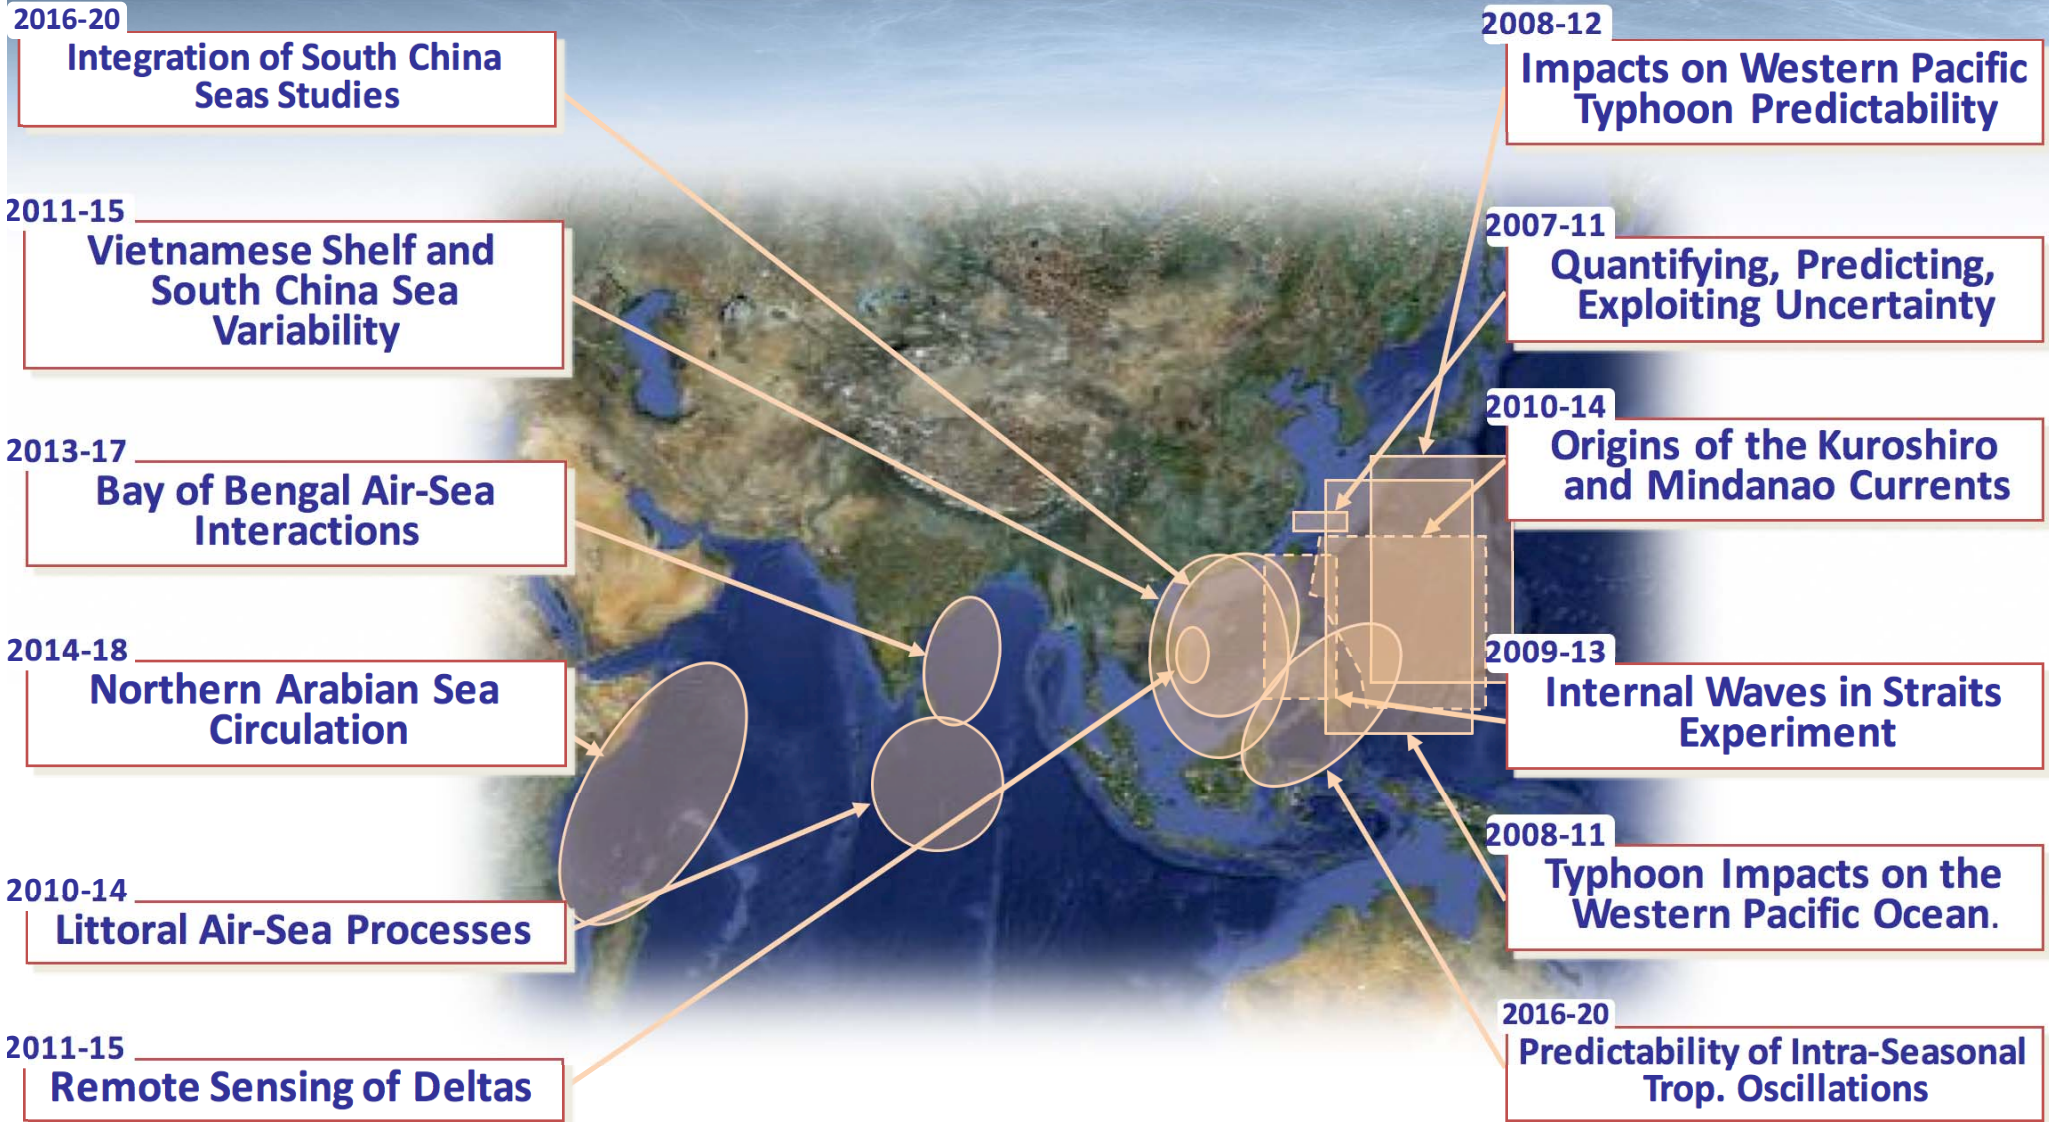 2016-20
Integration of South China
Seas Studies
2011-15
Vietnamese Shelf and
South China Sea
Variability
2013-17
Bay of Bengal Air-Sea
Interactions
2014-18
Northern Arabian Sea
Circulation
2010-14
Littoral Air-Sea Processes
2011-15
Remote Sensing of Deltas
2008-12
Impacts on Western Pacific
Typhoon Predictability
2007-11
Quantifying, Predicting,
Exploiting Uncertainty
2010-14
Origins of the Kuroshiro
and Mindanao Currents
2009-13
Internal Waves in Straits
Experiment
2008-11
Typhoon Impacts on the
Western Pacific Ocean.
2016-20
Predictability of Intra-Seasonal
Trop. Oscillations